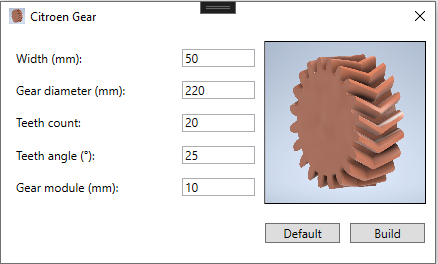 Citroen Gear
Width (mm): 50
Gear diameter (mm): 220
Teeth count: 20
Teeth angle (°): 25
Gear module (mm): 10
Default Build